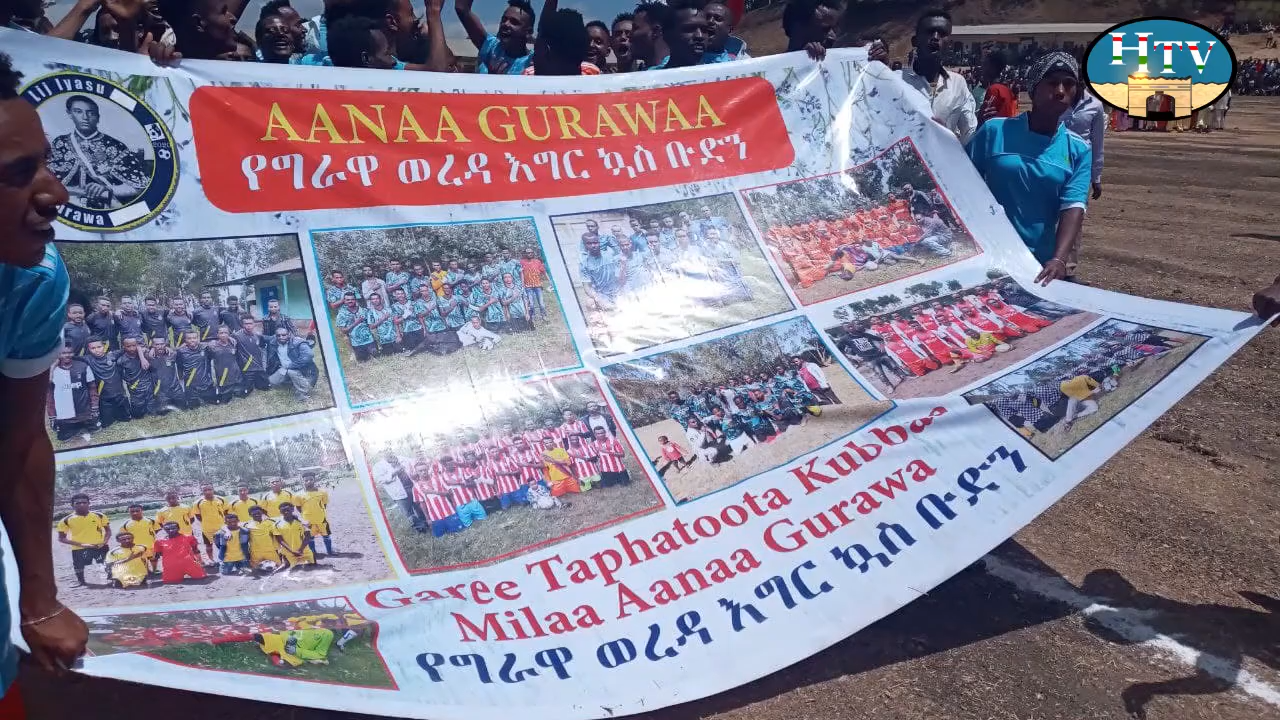 HTV
Lij Iyasu
AANAA GURAWAA
የግራዋ ወረዳ እግር ኳስ ቡድን
Garee Taphatoota Kubbaa
Milaa Aanaa Gurawa
የግራዋ ወረዳ እግር ኳስ ቡድን